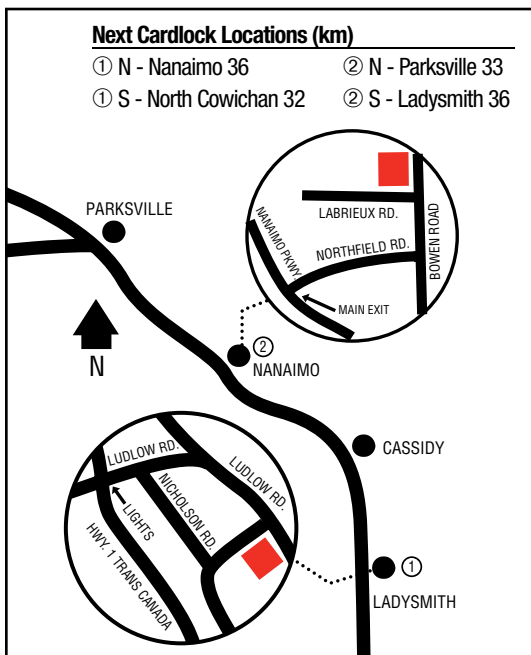 Next Cardlock Locations (km)
① N - Nanaimo 36 ② N - Parksville 33
① S - North Cowichan 32 ② S - Ladysmith 36
PARKSVILLE
LABRIEUX RD.
BOWEN ROAD
NANAIMO PKWY.
NORTHFIELD RD.
MAIN EXIT
N
②
NANAIMO
CASSIDY
LUDLOW RD.
LUDLOW RD.
NICHOLSON RD.
LIGHTS
HWY. 1 TRANS CANADA
①
LADYSMITH